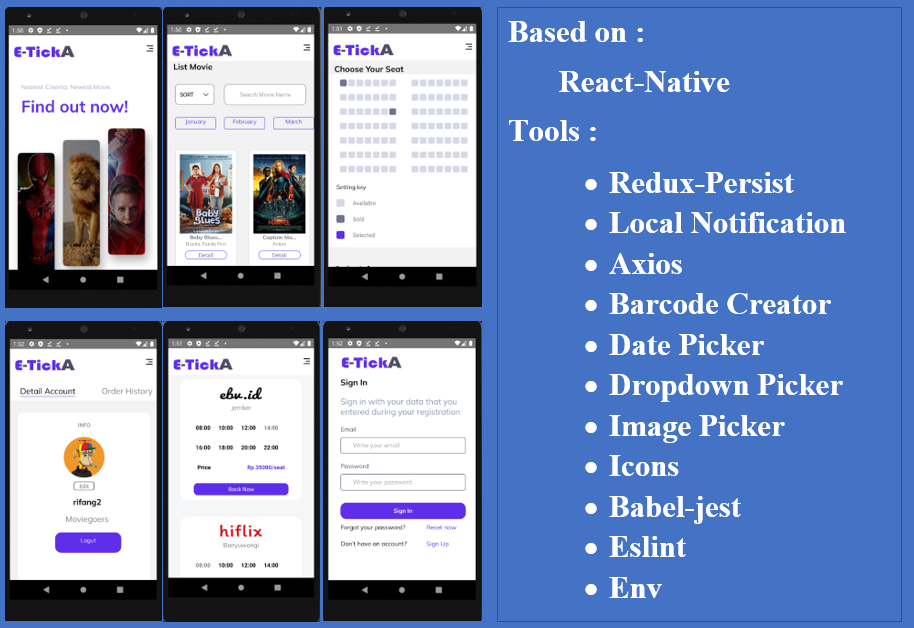 1:50
E-TickA
Nearest Cinema, Newest Movie
Find out now!
1:50
E-TickA
List Movie
SORT
Search Movie Name
January
February
March
Baby Blues
Baby Blues...
Drama, Family Film
Detail
Captain Ma...
Action
Detail
1:51
E-TickA
Choose Your Seat
Setting key
Available
Sold
Selected
1:52
E-TickA
Detail Account
Order History
INFO
Edit
rifang2
Moviegoers
Logut
1:51
E-TickA
ebv.id
Jember
08:00 10:00 12:00 14:00
16:00 18:00 20:00 22:00
Price Rp 35000/seat
Book Now
hiflix
Banyuwangi
08:00 10:00 12:00 14:00
1:52
E-TickA
Sign In
Sign in with your data that you
entered during your registration
Email
Write your email
Password
Write your password
Sign In
Forgot your password? Reset now
Don't have an account? Sign Up
Based on :
React-Native
Tools :
• Redux-Persist
• Local Notification
• Axios
• Barcode Creator
• Date Picker
• Dropdown Picker
• Image Picker
• Icons
• Babel-jest
• Eslint
• Env